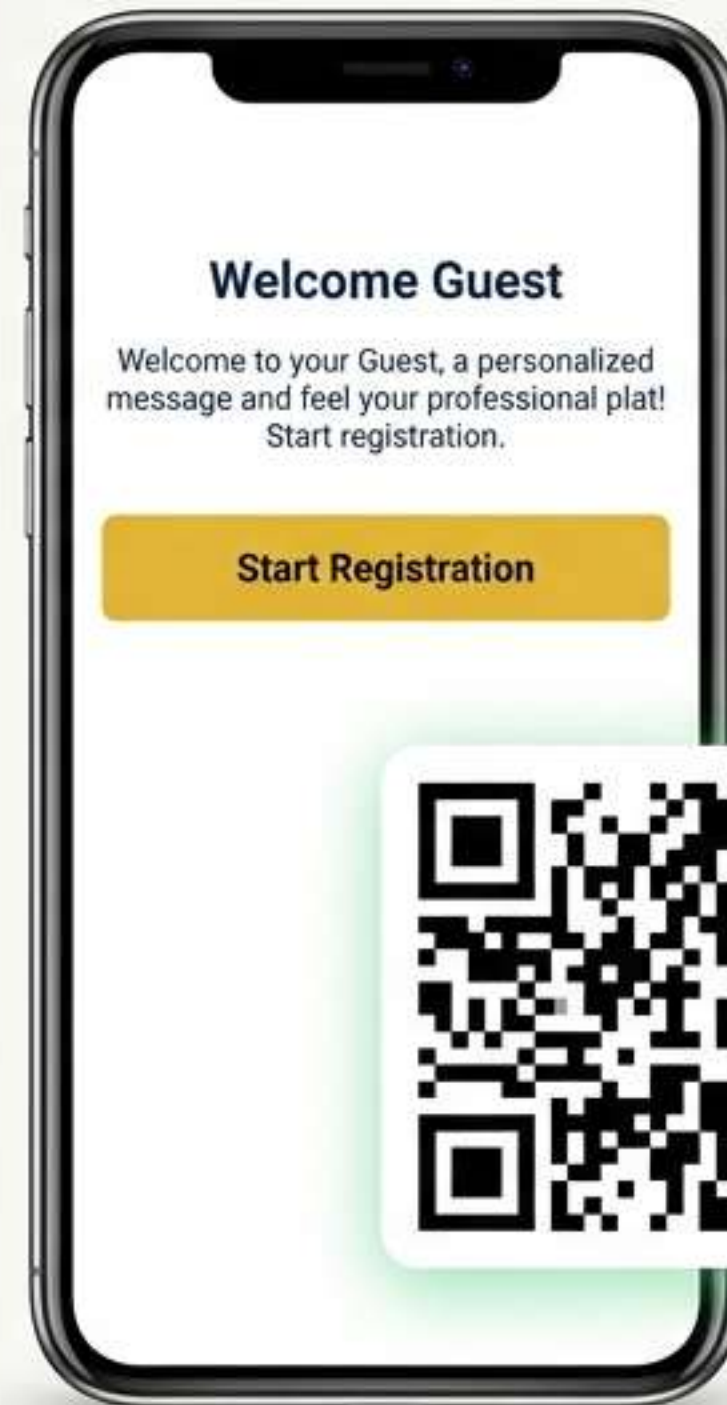 Welcome Guest
Welcome to your Guest, a personalized
message and feel your professional plat!
Start registration.
Start Registration